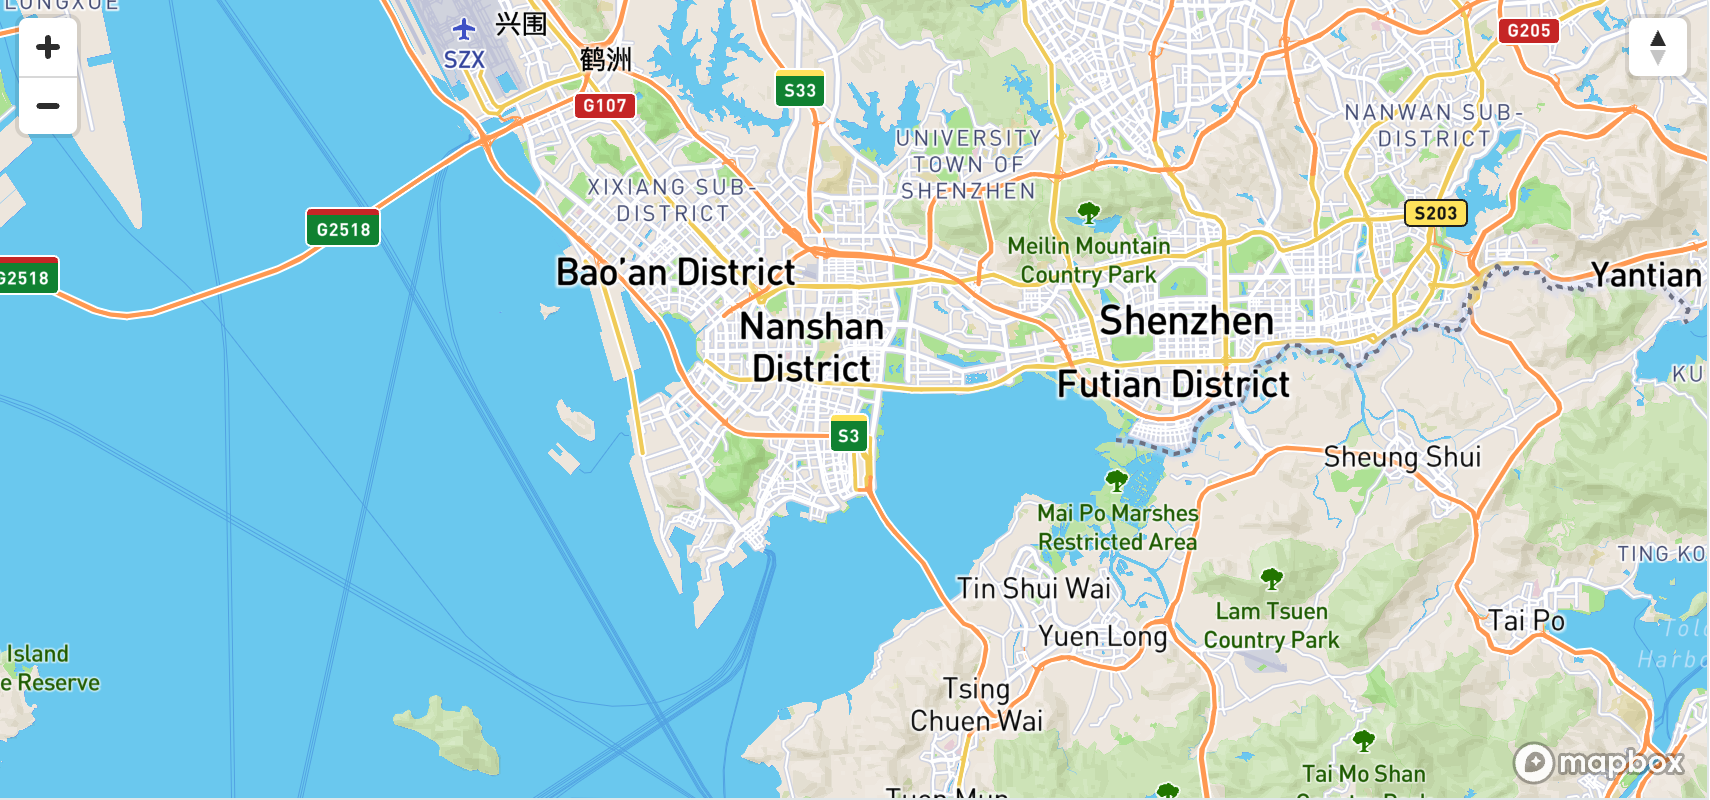 LONGXUE
兴围
SZX
鹤洲
G107
S33
G205
NANWAN SUB-
DISTRICT
UNIVERSITY
TOWN OF
SHENZHEN
XIXIANG SUB-
DISTRICT
G2518
S203
Meilin Mountain
Country Park
G2518
Bao’an District
Yantian
Nanshan
District
Shenzhen
Futian District
KU
S3
Sheung Shui
Mai Po Marshes
Restricted Area
TING KO
Tin Shui Wai
Lam Tsuen
Country Park
Tai Po
Yuen Long
Tolo
Harbo
Island
e Reserve
Tsing
Chuen Wai
Tai Mo Shan
Country Park
mapbox
Tuen Mun